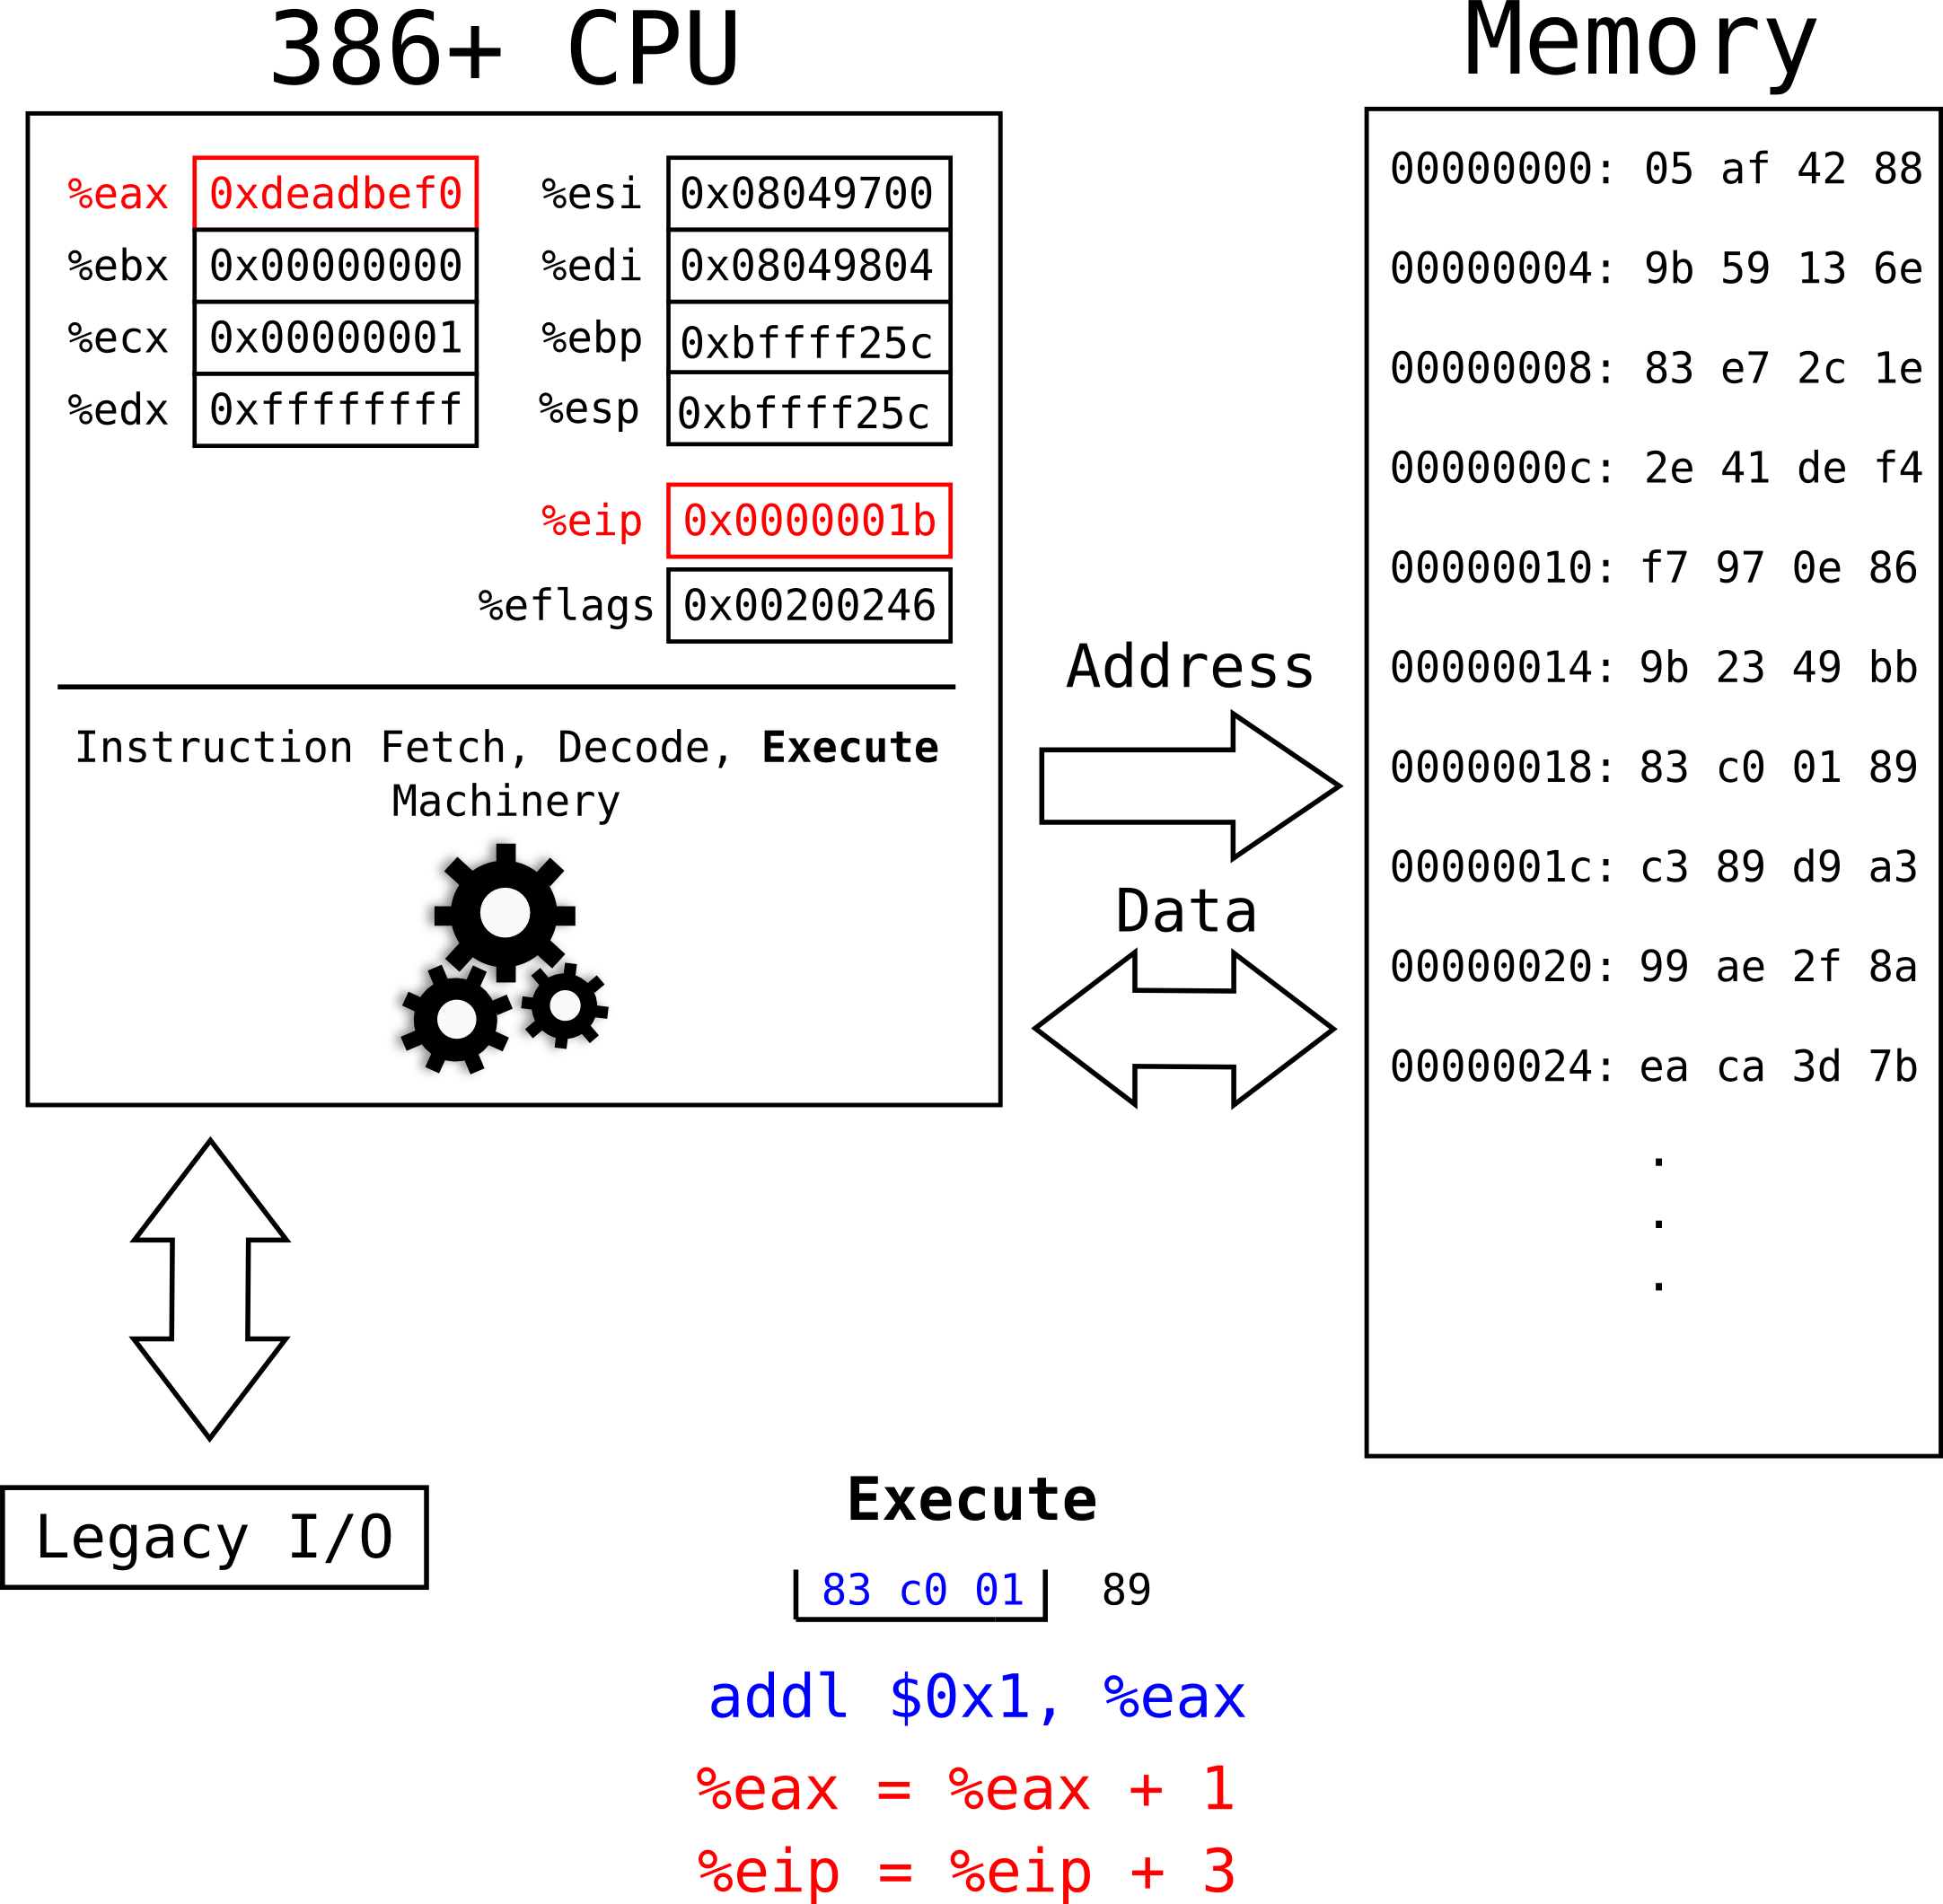 386+ CPU
%eax 0xdeadbef0 %esi 0x08049700
%ebx 0x00000000 %edi 0x08049804
%ecx 0x00000001 %ebp 0xbffff25c
%edx 0xffffffff %esp 0xbffff25c
%eip 0x0000001b
%eflags 0x00200246
Instruction Fetch, Decode, Execute
Machinery
Address
Data
Memory
00000000: 05 af 42 88
00000004: 9b 59 13 6e
00000008: 83 e7 2c 1e
0000000c: 2e 41 de f4
00000010: f7 97 0e 86
00000014: 9b 23 49 bb
00000018: 83 c0 01 89
0000001c: c3 89 d9 a3
00000020: 99 ae 2f 8a
00000024: ea ca 3d 7b
.
.
.
Legacy I/O
Execute
83 c0 01 89
addl $0x1, %eax
%eax = %eax + 1
%eip = %eip + 3